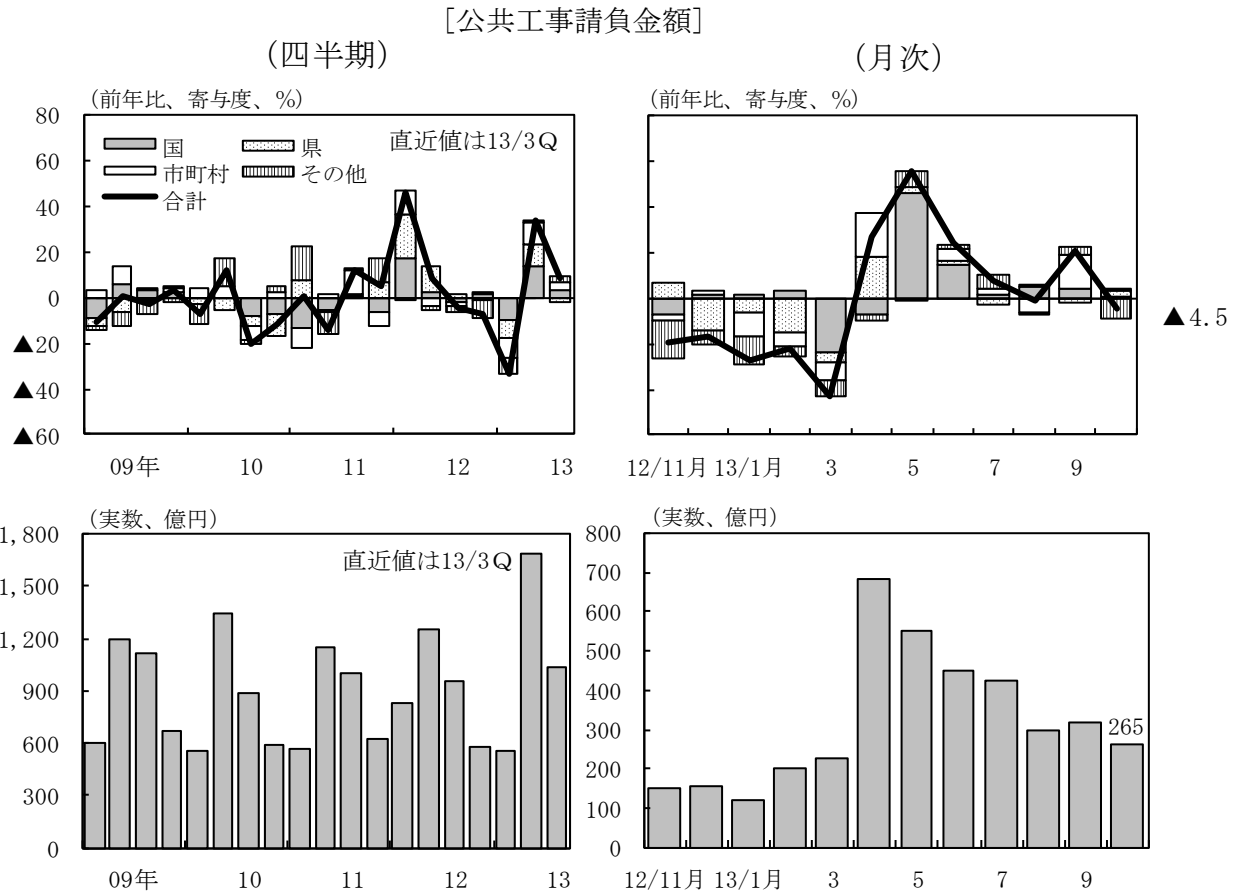 [公共工事請負金額]
(四半期)
(月次)
(前年比、寄与度、%)
(前年比、寄与度、%)
80
60
40
20
0
▲20
▲40
▲60
国
県
市町村
その他
合計
直近値は13/3Q
09年 10 11 12 13
12/11月 13/1月 3 5 7 9
▲4.5
(実数、億円)
(実数、億円)
1,800
1,500
1,200
900
600
300
0
直近値は13/3Q
09年 10 11 12 13
800
700
600
500
400
300
200
100
0
265
12/11月 13/1月 3 5 7 9